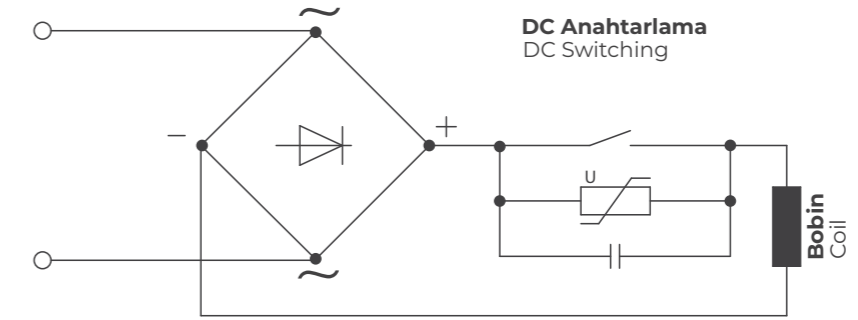 ∼
DC Anahtarlama
DC Switching
−
+
U
Bobin
Coil
∼